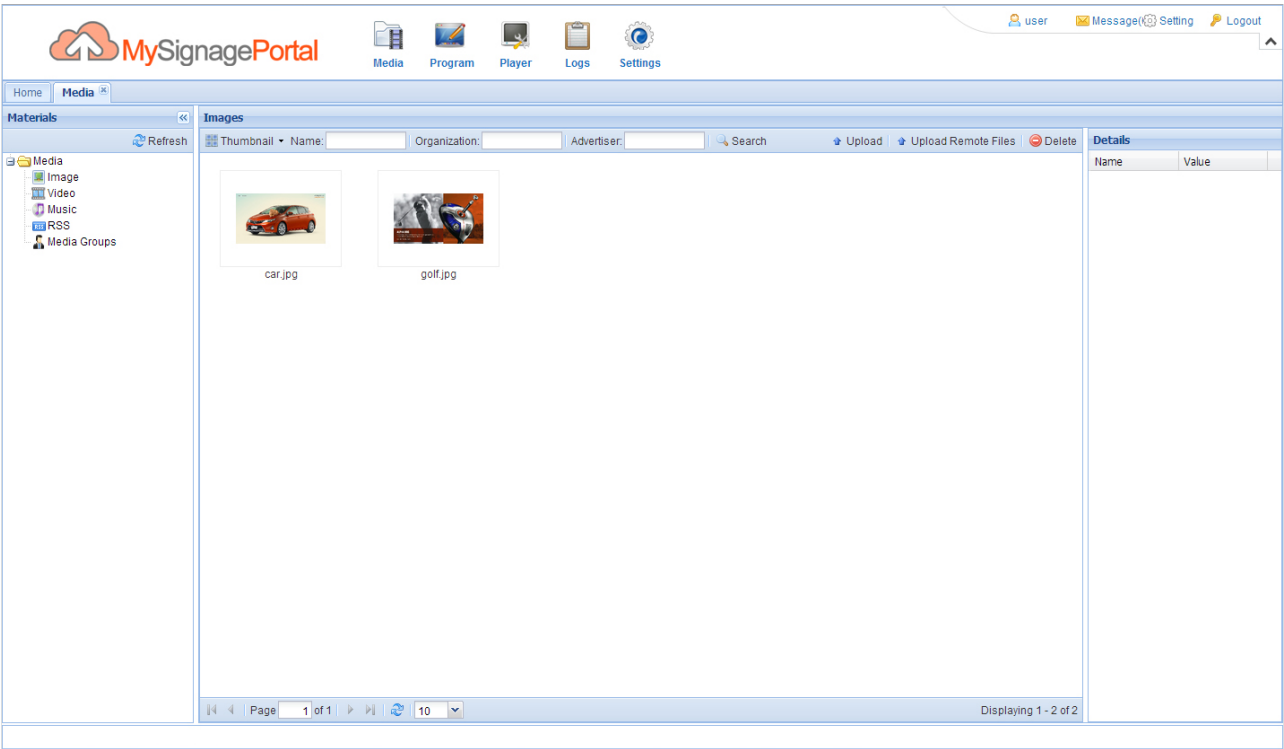 user Message( Setting Logout
MySignagePortal
Media Program Player Logs Settings
Home Media
Materials
Refresh
Media
Image
Video
Music
RSS
Media Groups
Images
Thumbnail Name: Organization: Advertiser: Search Upload Upload Remote Files Delete
car.jpg golf.jpg
Details
Name Value
Page 1 of 1 10 Displaying 1 - 2 of 2